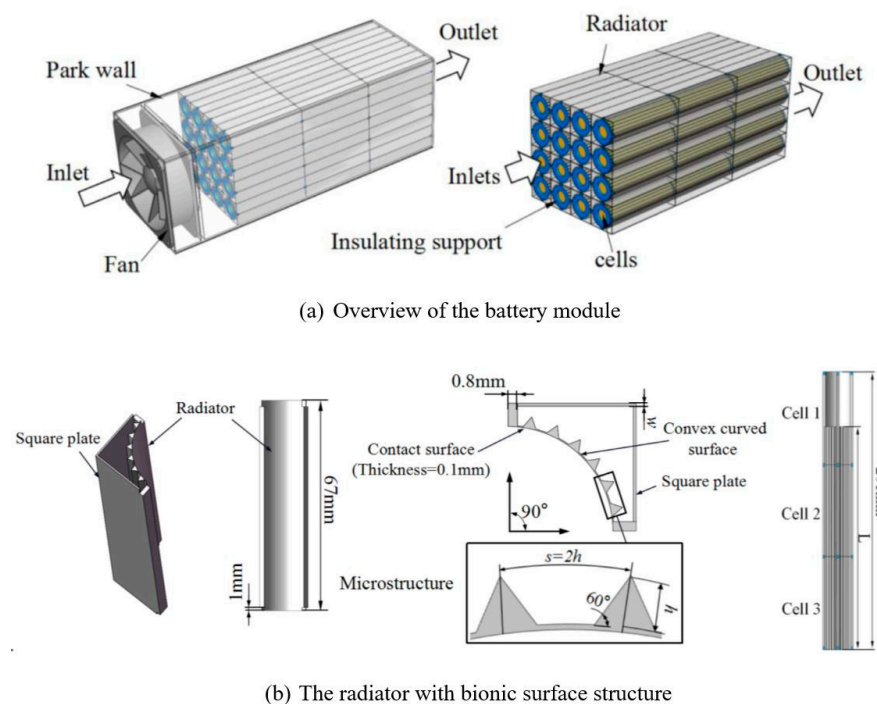 Outlet
Park wall
Inlet
Fan
Radiator
Outlet
Inlets
Insulating support
cells
(a) Overview of the battery module
Square plate
Radiator
67mm
1mm
0.8mm
w
Contact surface
(Thickness=0.1mm)
Convex curved
surface
Square plate
90°
Microstructure
s=2h
60°
h
Cell 1
Cell 2
Cell 3
L
(b) The radiator with bionic surface structure